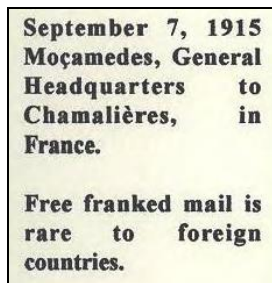 September 7, 1915
Moçamedes, General
Headquarters to
Chamalières, in
France.
Free franked mail is
rare to foreign
countries.